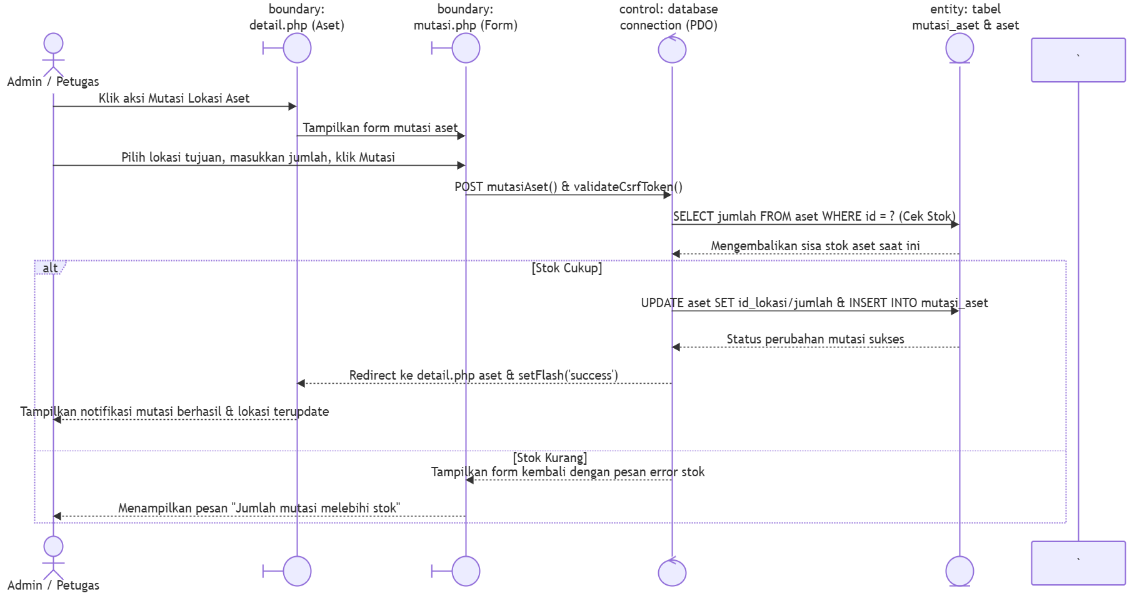 boundary:
detail.php (Aset)
boundary:
mutasi.php (Form)
control: database
connection (PDO)
entity: tabel
mutasi_aset & aset
`
Admin / Petugas
Klik aksi Mutasi Lokasi Aset
Tampilkan form mutasi aset
Pilih lokasi tujuan, masukkan jumlah, klik Mutasi
POST mutasiAset() & validateCsrfToken()
SELECT jumlah FROM aset WHERE id = ? (Cek Stok)
Mengembalikan sisa stok aset saat ini
alt
[Stok Cukup]
UPDATE aset SET id_lokasi/jumlah & INSERT INTO mutasi_aset
Status perubahan mutasi sukses
Redirect ke detail.php aset & setFlash('success')
Tampilkan notifikasi mutasi berhasil & lokasi terupdate
[Stok Kurang]
Tampilkan form kembali dengan pesan error stok
Menampilkan pesan "Jumlah mutasi melebihi stok"
`
Admin / Petugas